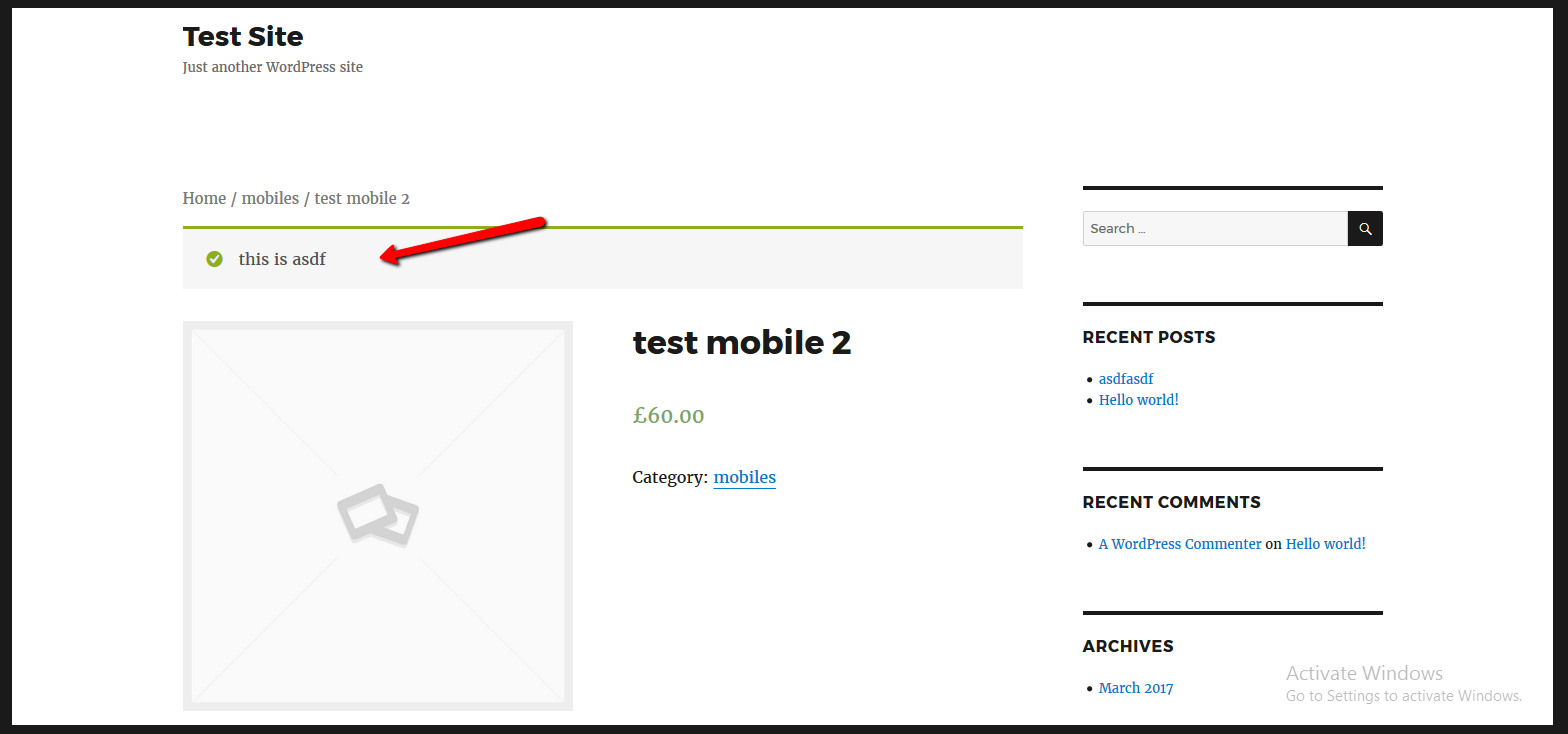 Test Site
Just another WordPress site
Home / mobiles / test mobile 2
this is asdf
test mobile 2
£60.00
Category: mobiles
Search …
RECENT POSTS
asdfasdf
Hello world!
RECENT COMMENTS
A WordPress Commenter on Hello world!
ARCHIVES
March 2017
Activate Windows
Go to Settings to activate Windows.